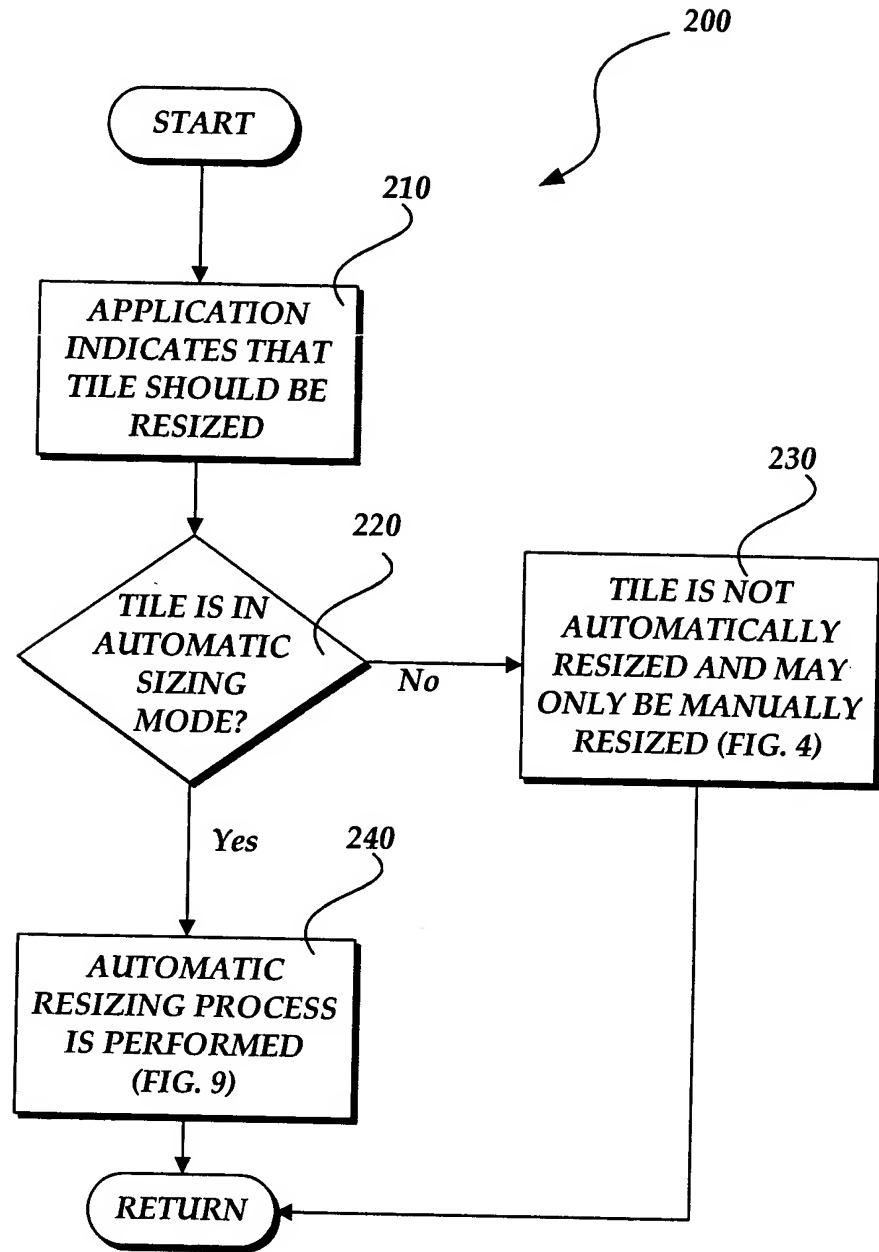 200
START
210
APPLICATION
INDICATES THAT
TILE SHOULD BE
RESIZED
220
TILE IS IN
AUTOMATIC
SIZING
MODE?
No
230
TILE IS NOT
AUTOMATICALLY
RESIZED AND MAY
ONLY BE MANUALLY
RESIZED (FIG. 4)
Yes
240
AUTOMATIC
RESIZING PROCESS
IS PERFORMED
(FIG. 9)
RETURN